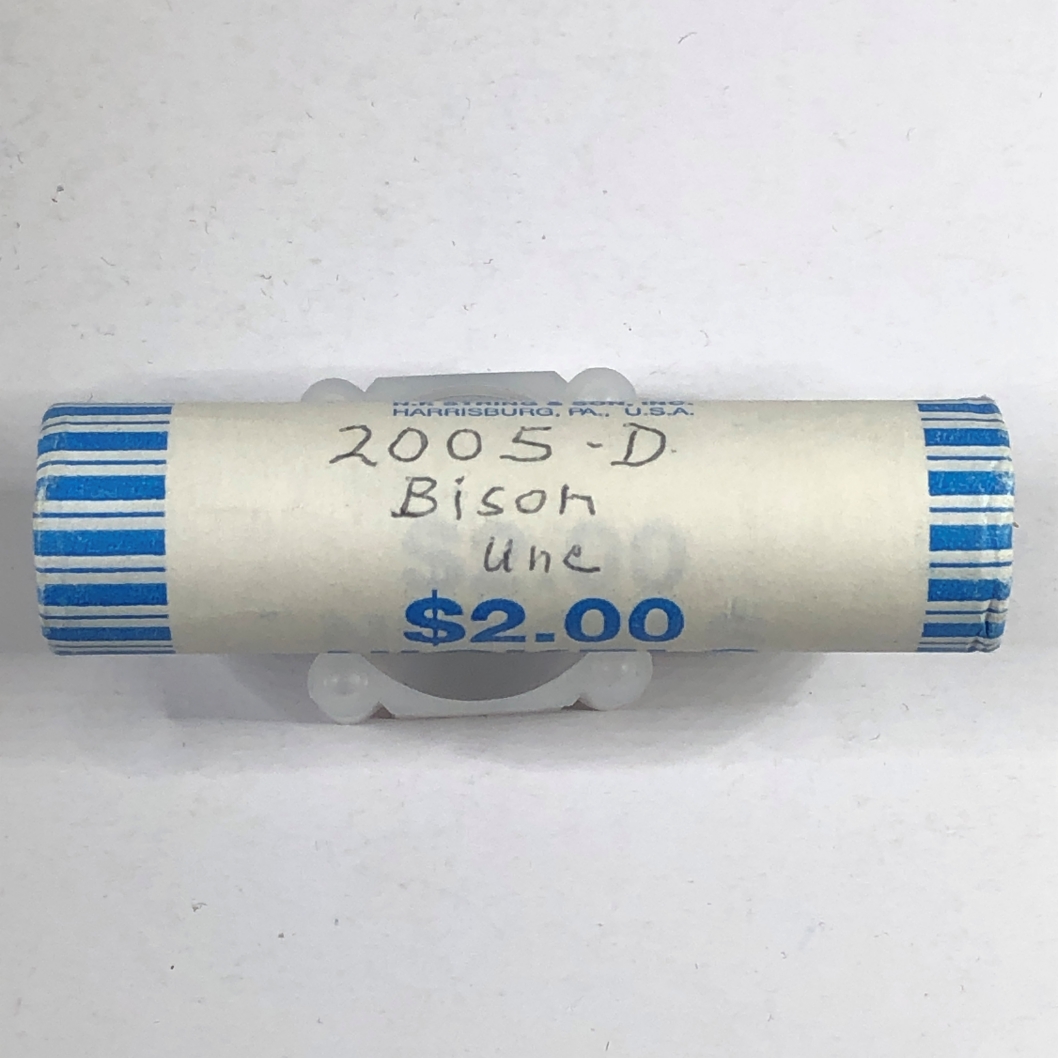 N.F. STRING & SON, INC.
HARRISBURG, PA., U.S.A.
2005-D
Bison
Unc
$2.00